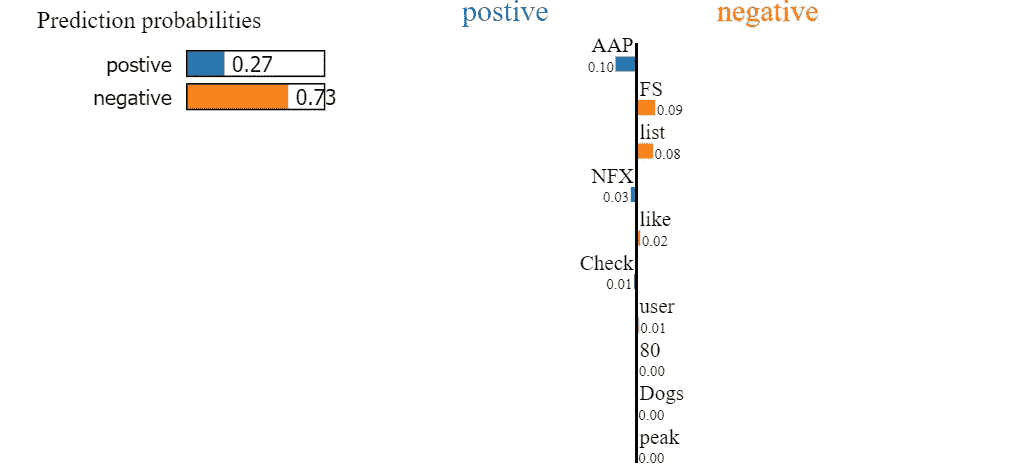 Prediction probabilities
postive 0.27
negative 0.73
postive negative
AAP
0.10
FS
0.09
list
0.08
NFX
0.03
like
0.02
Check
0.01
user
0.01
80
0.00
Dogs
0.00
peak
0.00